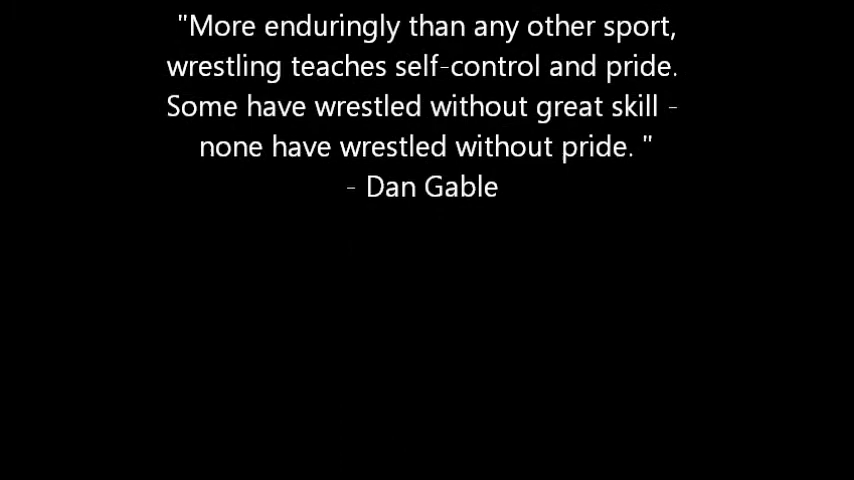 "More enduringly than any other sport,
wrestling teaches self-control and pride.
Some have wrestled without great skill -
none have wrestled without pride. "
- Dan Gable